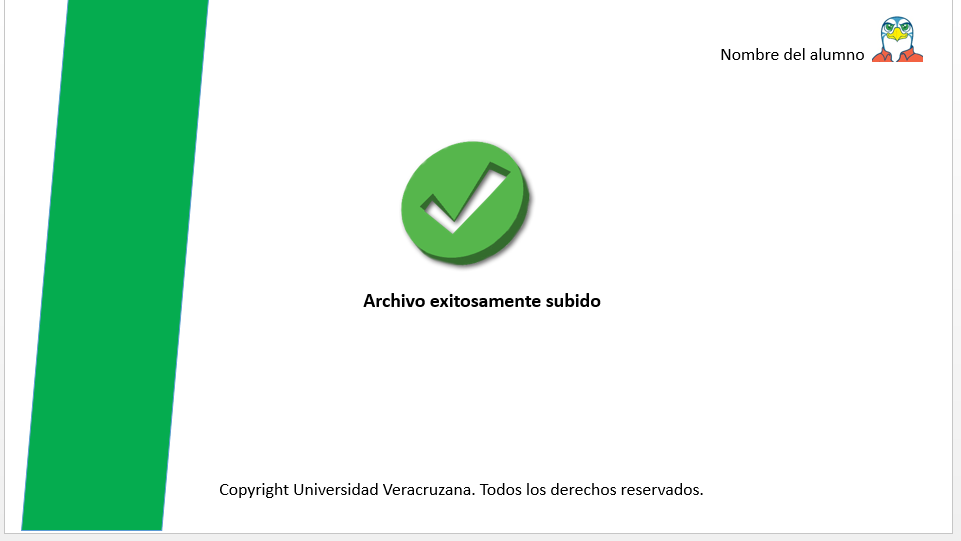 Nombre del alumno
Archivo exitosamente subido
Copyright Universidad Veracruzana. Todos los derechos reservados.